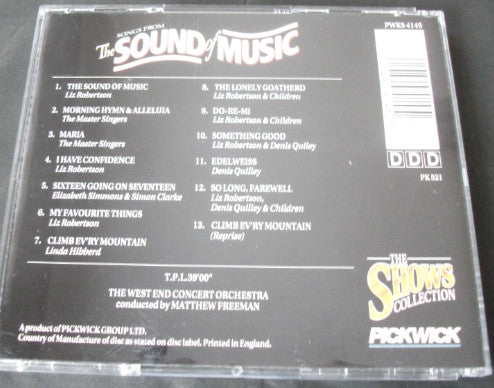 SONGS FROM
The SOUND of MUSIC
PWKS 4145
1. THE SOUND OF MUSIC
Liz Robertson
2. MORNING HYMN & ALLELUIA
The Master Singers
3. MARIA
The Master Singers
4. I HAVE CONFIDENCE
Liz Robertson
5. SIXTEEN GOING ON SEVENTEEN
Elizabeth Simmons & Simon Clarke
6. MY FAVOURITE THINGS
Liz Robertson
7. CLIMB EV'RY MOUNTAIN
Linda Hibberd
8. THE LONELY GOATHERD
Liz Robertson & Children
9. DO-RE-MI
Liz Robertson & Children
10. SOMETHING GOOD
Liz Robertson & Denis Quilley
11. EDELWEISS
Denis Quilley
12. SO LONG, FAREWELL
Liz Robertson,
Denis Quilley & Children
13. CLIMB EV'RY MOUNTAIN
(Reprise)
DDD
PK 521
T.P.L.39'00"
THE WEST END CONCERT ORCHESTRA
conducted by MATTHEW FREEMAN
THE
SHOWS
COLLECTION
PICKWICK
A product of PICKWICK GROUP LTD.
Country of Manufacture of disc as stated on disc label. Printed in England.